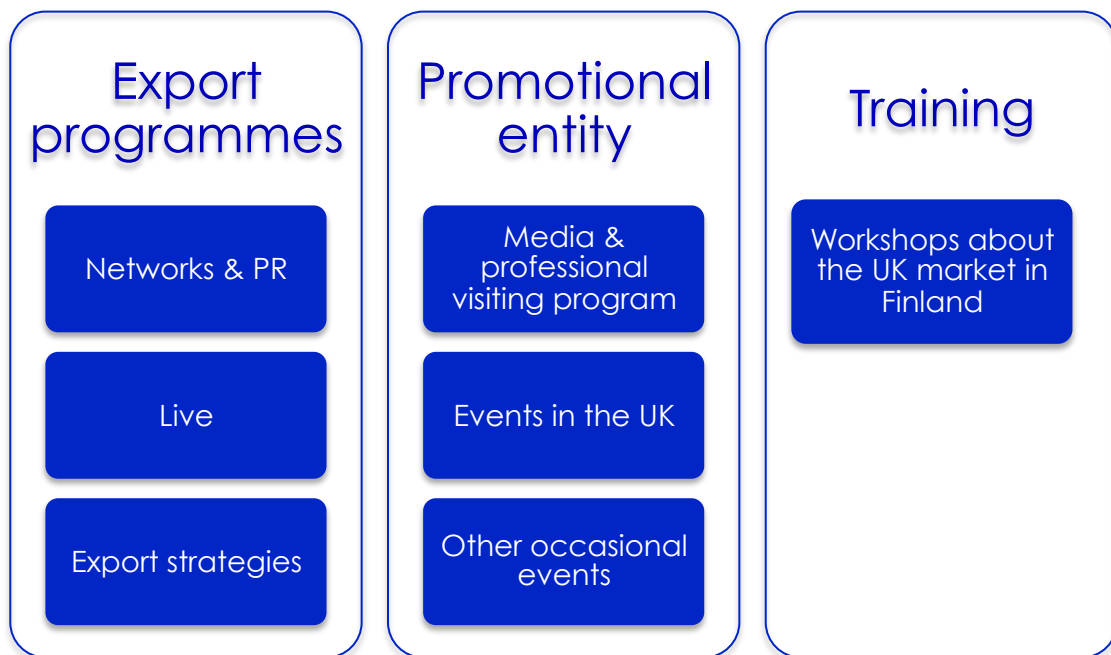 Export
programmes
Networks & PR
Live
Export strategies
Promotional
entity
Media &
professional
visiting program
Events in the UK
Other occasional
events
Training
Workshops about
the UK market in
Finland